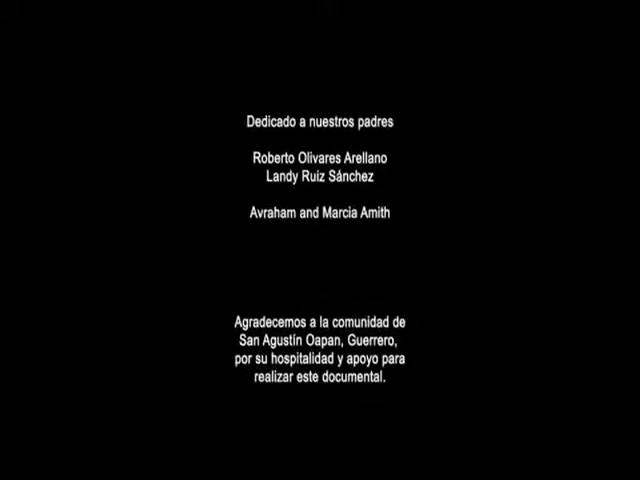 Dedicado a nuestros padres
Roberto Olivares Arellano
Landy Ruiz Sánchez
Avraham and Marcia Amith
Agradecemos a la comunidad de
San Agustín Oapan, Guerrero,
por su hospitalidad y apoyo para
realizar este documental.